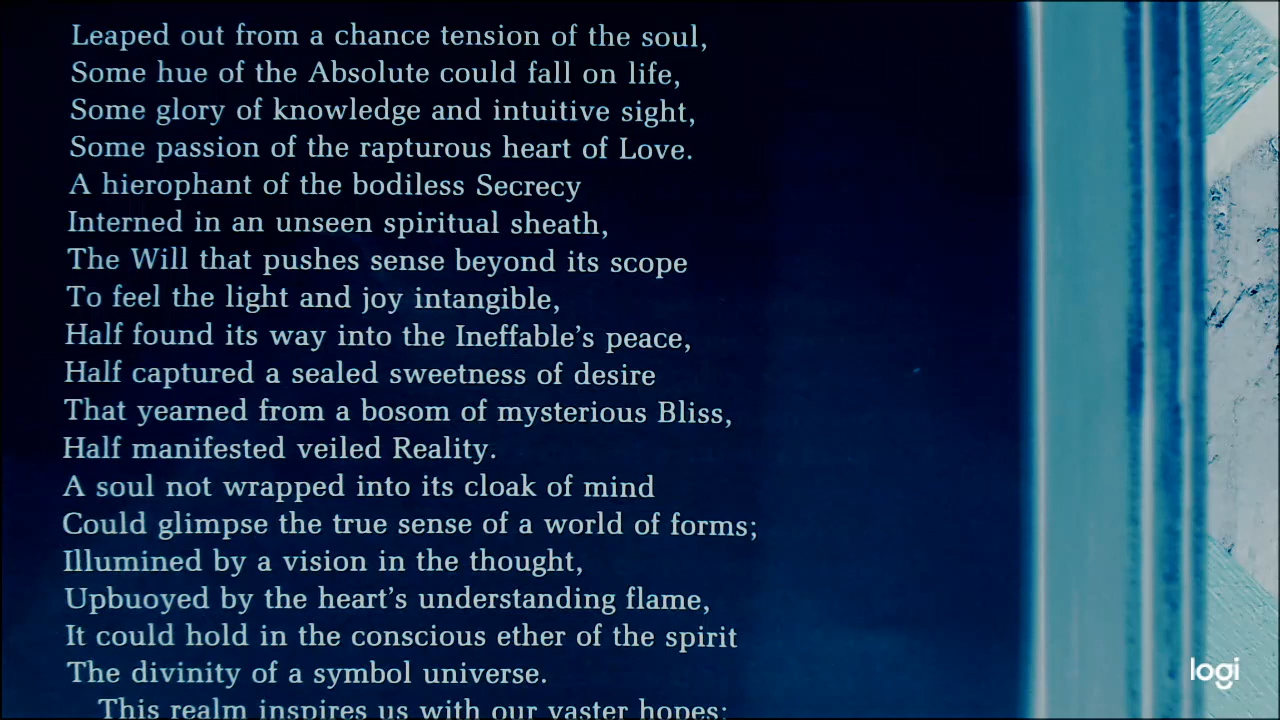 Leaped out from a chance tension of the soul,
Some hue of the Absolute could fall on life,
Some glory of knowledge and intuitive sight,
Some passion of the rapturous heart of Love.
A hierophant of the bodiless Secrecy
Interned in an unseen spiritual sheath,
The Will that pushes sense beyond its scope
To feel the light and joy intangible,
Half found its way into the Ineffable's peace,
Half captured a sealed sweetness of desire
That yearned from a bosom of mysterious Bliss,
Half manifested veiled Reality.
A soul not wrapped into its cloak of mind
Could glimpse the true sense of a world of forms;
Illumined by a vision in the thought,
Upbuoyed by the heart's understanding flame,
It could hold in the conscious ether of the spirit
The divinity of a symbol universe.
This realm inspires us with our vaster hopes;
logi